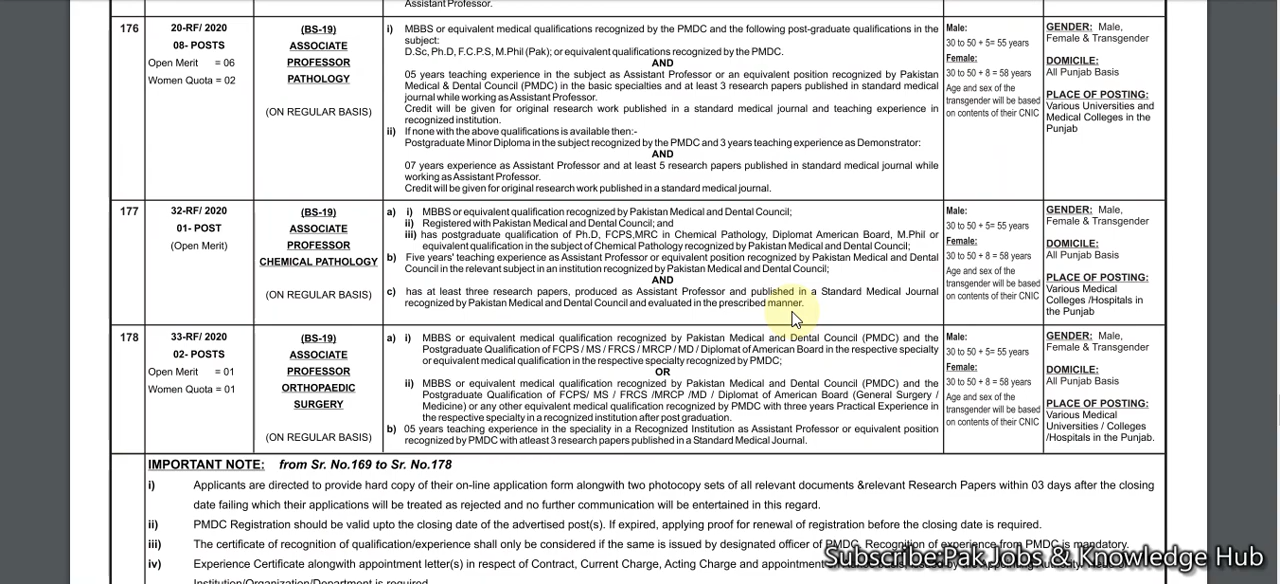 Assistant Professor.
176
20-RF/ 2020
08- POSTS
Open Merit = 06
Women Quota = 02
(BS-19)
ASSOCIATE
PROFESSOR
PATHOLOGY
(ON REGULAR BASIS)
i) MBBS or equivalent medical qualifications recognized by the PMDC and the following post-graduate qualifications in the
subject:
D.Sc, Ph.D, F.C.P.S, M.Phil (Pak); or equivalent qualifications recognized by the PMDC.
AND
05 years teaching experience in the subject as Assistant Professor or an equivalent position recognized by Pakistan
Medical & Dental Council (PMDC) in the basic specialties and at least 3 research papers published in standard medical
journal while working as Assistant Professor.
Credit will be given for original research work published in a standard medical journal and teaching experience in
recognized institution.
ii) If none with the above qualifications is available then:-
Postgraduate Minor Diploma in the subject recognized by the PMDC and 3 years teaching experience as Demonstrator:
AND
07 years experience as Assistant Professor and at least 5 research papers published in standard medical journal while
working as Assistant Professor.
Credit will be given for original research work published in a standard medical journal.
Male:
30 to 50 + 5= 55 years
Female:
30 to 50 + 8 = 58 years
Age and sex of the
transgender will be based
on contents of their CNIC
GENDER: Male,
Female & Transgender
DOMICILE:
All Punjab Basis
PLACE OF POSTING:
Various Universities and
Medical Colleges in the
Punjab
177
32-RF/ 2020
01- POST
(Open Merit)
(BS-19)
ASSOCIATE
PROFESSOR
CHEMICAL PATHOLOGY
(ON REGULAR BASIS)
a) i) MBBS or equivalent qualification recognized by Pakistan Medical and Dental Council;
ii) Registered with Pakistan Medical and Dental Council; and
iii) has postgraduate qualification of Ph.D, FCPS,MRC in Chemical Pathology, Diplomat American Board, M.Phil or
equivalent qualification in the subject of Chemical Pathology recognized by Pakistan Medical and Dental Council;
b) Five years' teaching experience as Assistant Professor or equivalent position recognized by Pakistan Medical and Dental
Council in the relevant subject in an institution recognized by Pakistan Medical and Dental Council;
AND
c) has at least three research papers, produced as Assistant Professor and published in a Standard Medical Journal
recognized by Pakistan Medical and Dental Council and evaluated in the prescribed manner.
Male:
30 to 50 + 5= 55 years
Female:
30 to 50 + 8 = 58 years
Age and sex of the
transgender will be based
on contents of their CNIC
GENDER: Male,
Female & Transgender
DOMICILE:
All Punjab Basis
PLACE OF POSTING:
Various Medical
Colleges /Hospitals in
the Punjab
178
33-RF/ 2020
02- POSTS
Open Merit = 01
Women Quota = 01
(BS-19)
ASSOCIATE
PROFESSOR
ORTHOPAEDIC
SURGERY
(ON REGULAR BASIS)
a) i) MBBS or equivalent medical qualification recognized by Pakistan Medical and Dental Council (PMDC) and the
Postgraduate Qualification of FCPS / MS / FRCS / MRCP / MD / Diplomat of American Board in the respective specialty
or equivalent medical qualification in the respective specialty recognized by PMDC;
OR
ii) MBBS or equivalent medical qualification recognized by Pakistan Medical and Dental Council (PMDC) and the
Postgraduate Qualification of FCPS/ MS / FRCS /MRCP /MD / Diplomat of American Board (General Surgery /
Medicine) or any other equivalent medical qualification recognized by PMDC with three years Practical Experience in
the respective specialty in a recognized institution after post graduation.
b) 05 years teaching experience in the speciality in a Recognized Institution as Assistant Professor or equivalent position
recognized by PMDC with atleast 3 research papers published in a Standard Medical Journal.
Male:
30 to 50 + 5= 55 years
Female:
30 to 50 + 8 = 58 years
Age and sex of the
transgender will be based
on contents of their CNIC
GENDER: Male,
Female & Transgender
DOMICILE:
All Punjab Basis
PLACE OF POSTING:
Various Medical
Universities / Colleges
/Hospitals in the Punjab.
IMPORTANT NOTE: from Sr. No.169 to Sr. No.178
i) Applicants are directed to provide hard copy of their on-line application form alongwith two photocopy sets of all relevant documents &relevant Research Papers within 03 days after the closing
date failing which their applications will be treated as rejected and no further communication will be entertained in this regard.
ii) PMDC Registration should be valid upto the closing date of the advertised post(s). If expired, applying proof for renewal of registration before the closing date is required.
iii) The certificate of recognition of qualification/experience shall only be considered if the same is issued by designated officer of PMDC. Recognition of experience from PMDC is mandatory.
iv) Experience Certificate alongwith appointment letter(s) in respect of Contract, Current Charge, Acting Charge and appointment
Institution/Organization/Department is required.
Subscribe:Pak Jobs & Knowledge Hub